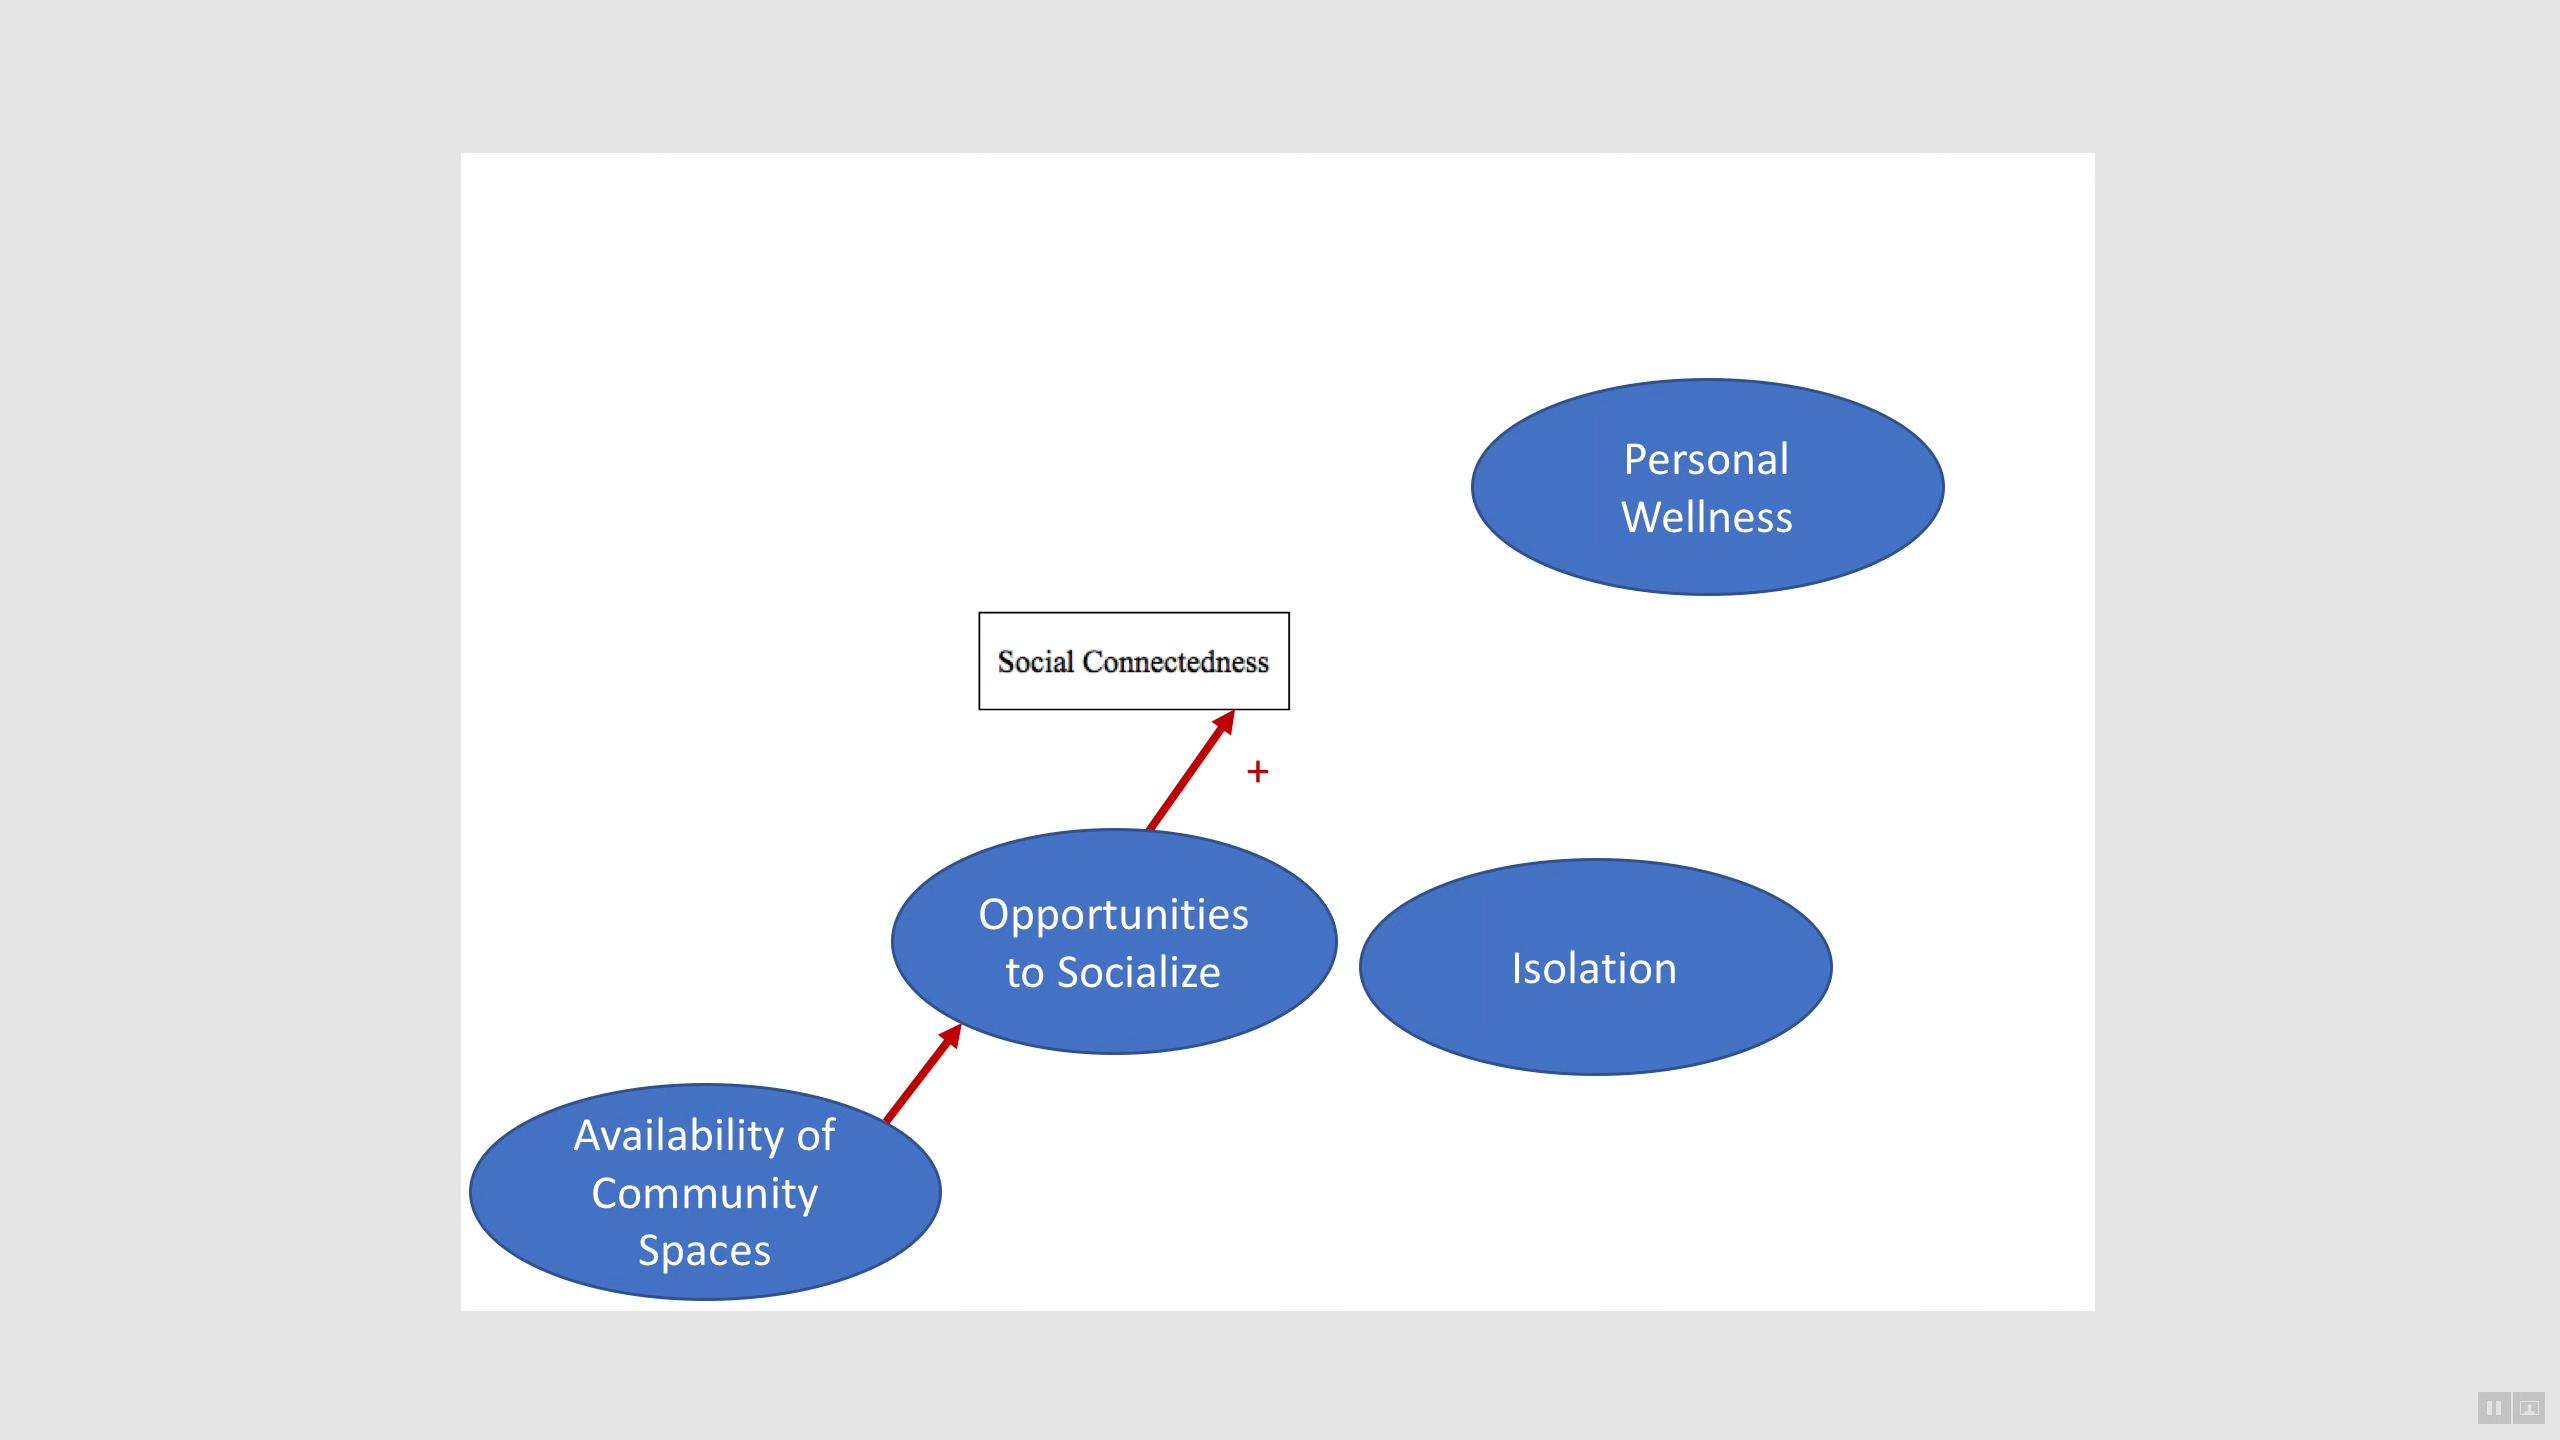 Personal
Wellness
Social Connectedness
+
Opportunities
to Socialize
Isolation
Availability of
Community
Spaces